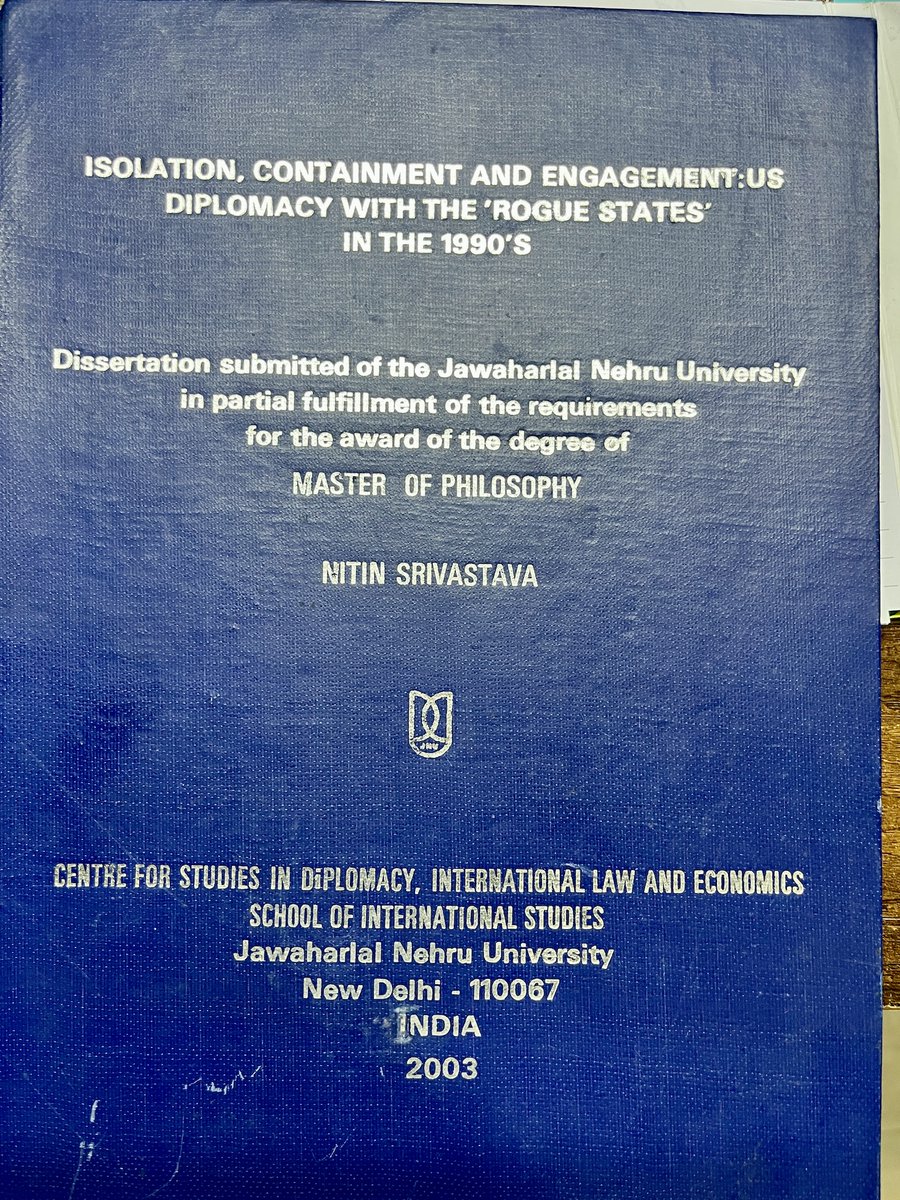 ISOLATION, CONTAINMENT AND ENGAGEMENT:US
DIPLOMACY WITH THE 'ROGUE STATES'
IN THE 1990'S
Dissertation submitted of the Jawaharlal Nehru University
in partial fulfillment of the requirements
for the award of the degree of
MASTER OF PHILOSOPHY
NITIN SRIVASTAVA
JNU
CENTRE FOR STUDIES IN DiPLOMACY, INTERNATIONAL LAW AND ECONOMICS
SCHOOL OF INTERNATIONAL STUDIES
Jawaharlal Nehru University
New Delhi - 110067
INDIA
2003